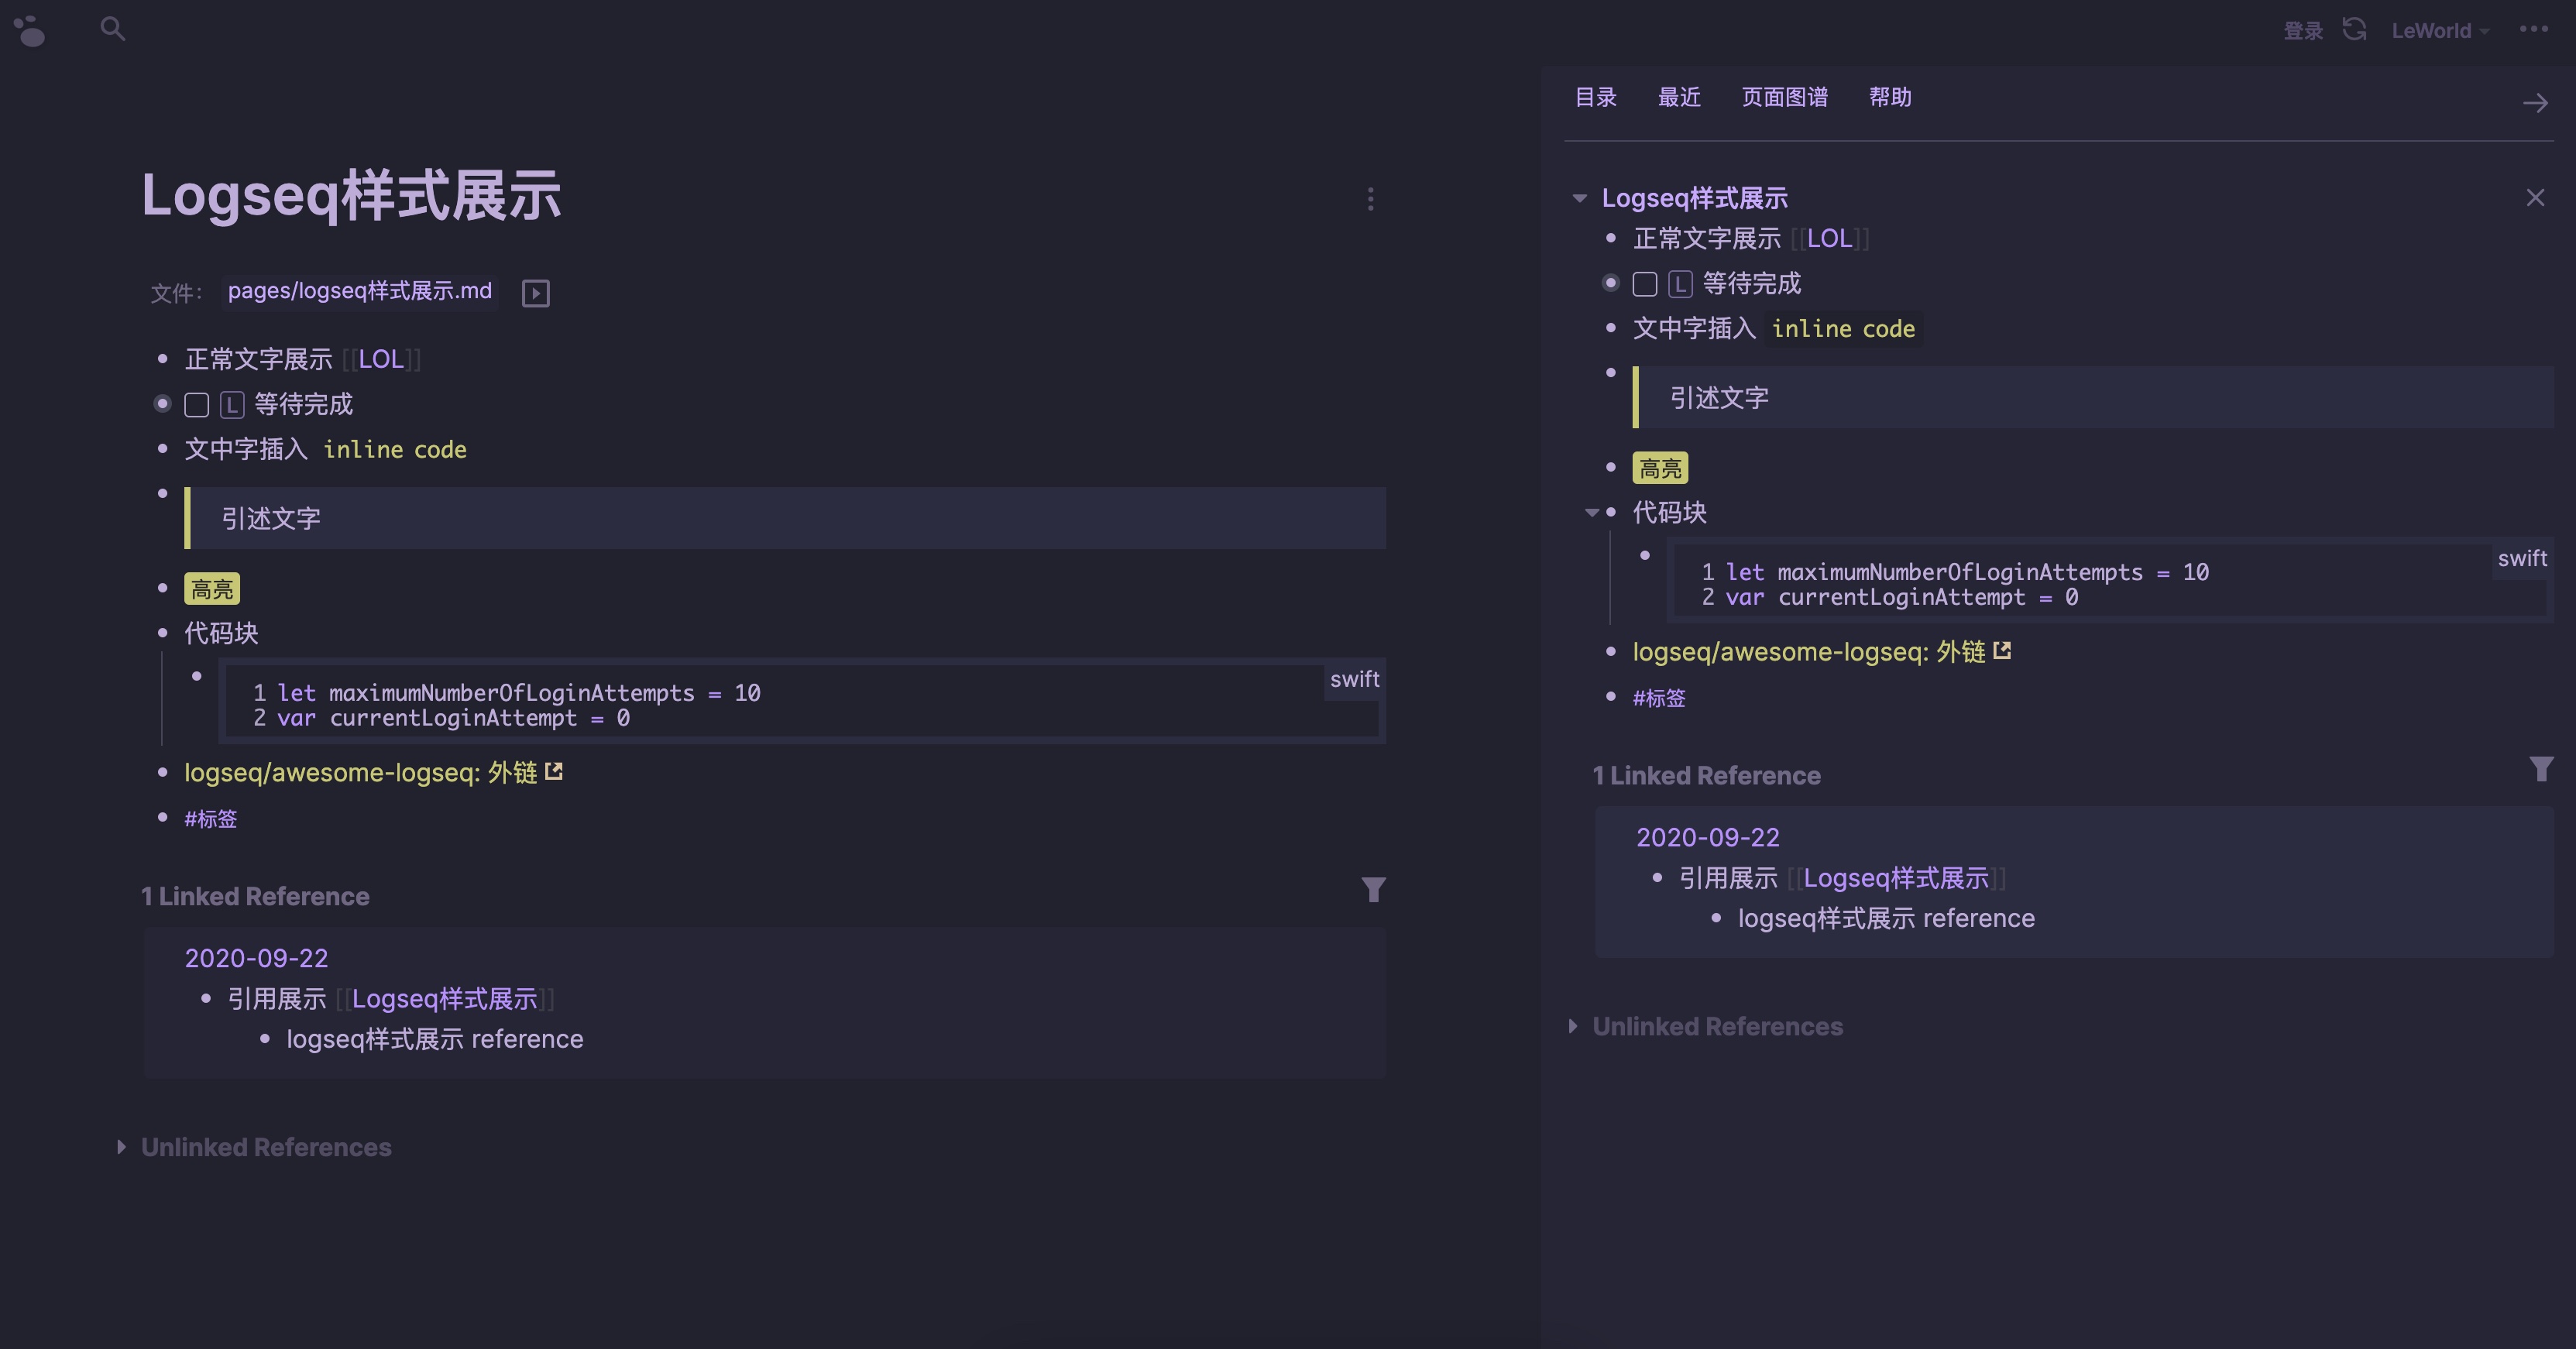 登录 LeWorld
Logseq样式展示
文件: pages/logseq样式展示.md
正常文字展示 [[LOL]]
L 等待完成
文中字插入 inline code
引述文字
高亮
代码块
swift
1 let maximumNumberOfLoginAttempts = 10
2 var currentLoginAttempt = 0
logseq/awesome-logseq: 外链
#标签
1 Linked Reference
2020-09-22
引用展示 [[Logseq样式展示]]
logseq样式展示 reference
Unlinked References
目录 最近 页面图谱 帮助
Logseq样式展示
正常文字展示 [[LOL]]
L 等待完成
文中字插入 inline code
引述文字
高亮
代码块
swift
1 let maximumNumberOfLoginAttempts = 10
2 var currentLoginAttempt = 0
logseq/awesome-logseq: 外链
#标签
1 Linked Reference
2020-09-22
引用展示 [[Logseq样式展示]]
logseq样式展示 reference
Unlinked References